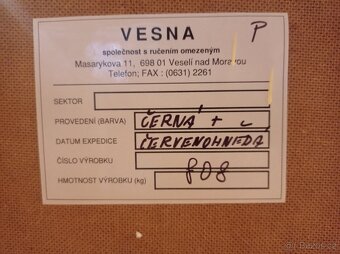 VESNA
P
společnost s ručením omezeným
Masarykova 11, 698 01 Veselí nad Moravou
Telefon; FAX : (0631) 2261
SEKTOR
PROVEDENÍ (BARVA) ČERNÁ +
DATUM EXPEDICE ČERVENOHNEDÁ
ČÍSLO VÝROBKU 808
HMOTNOST VÝROBKU (kg)